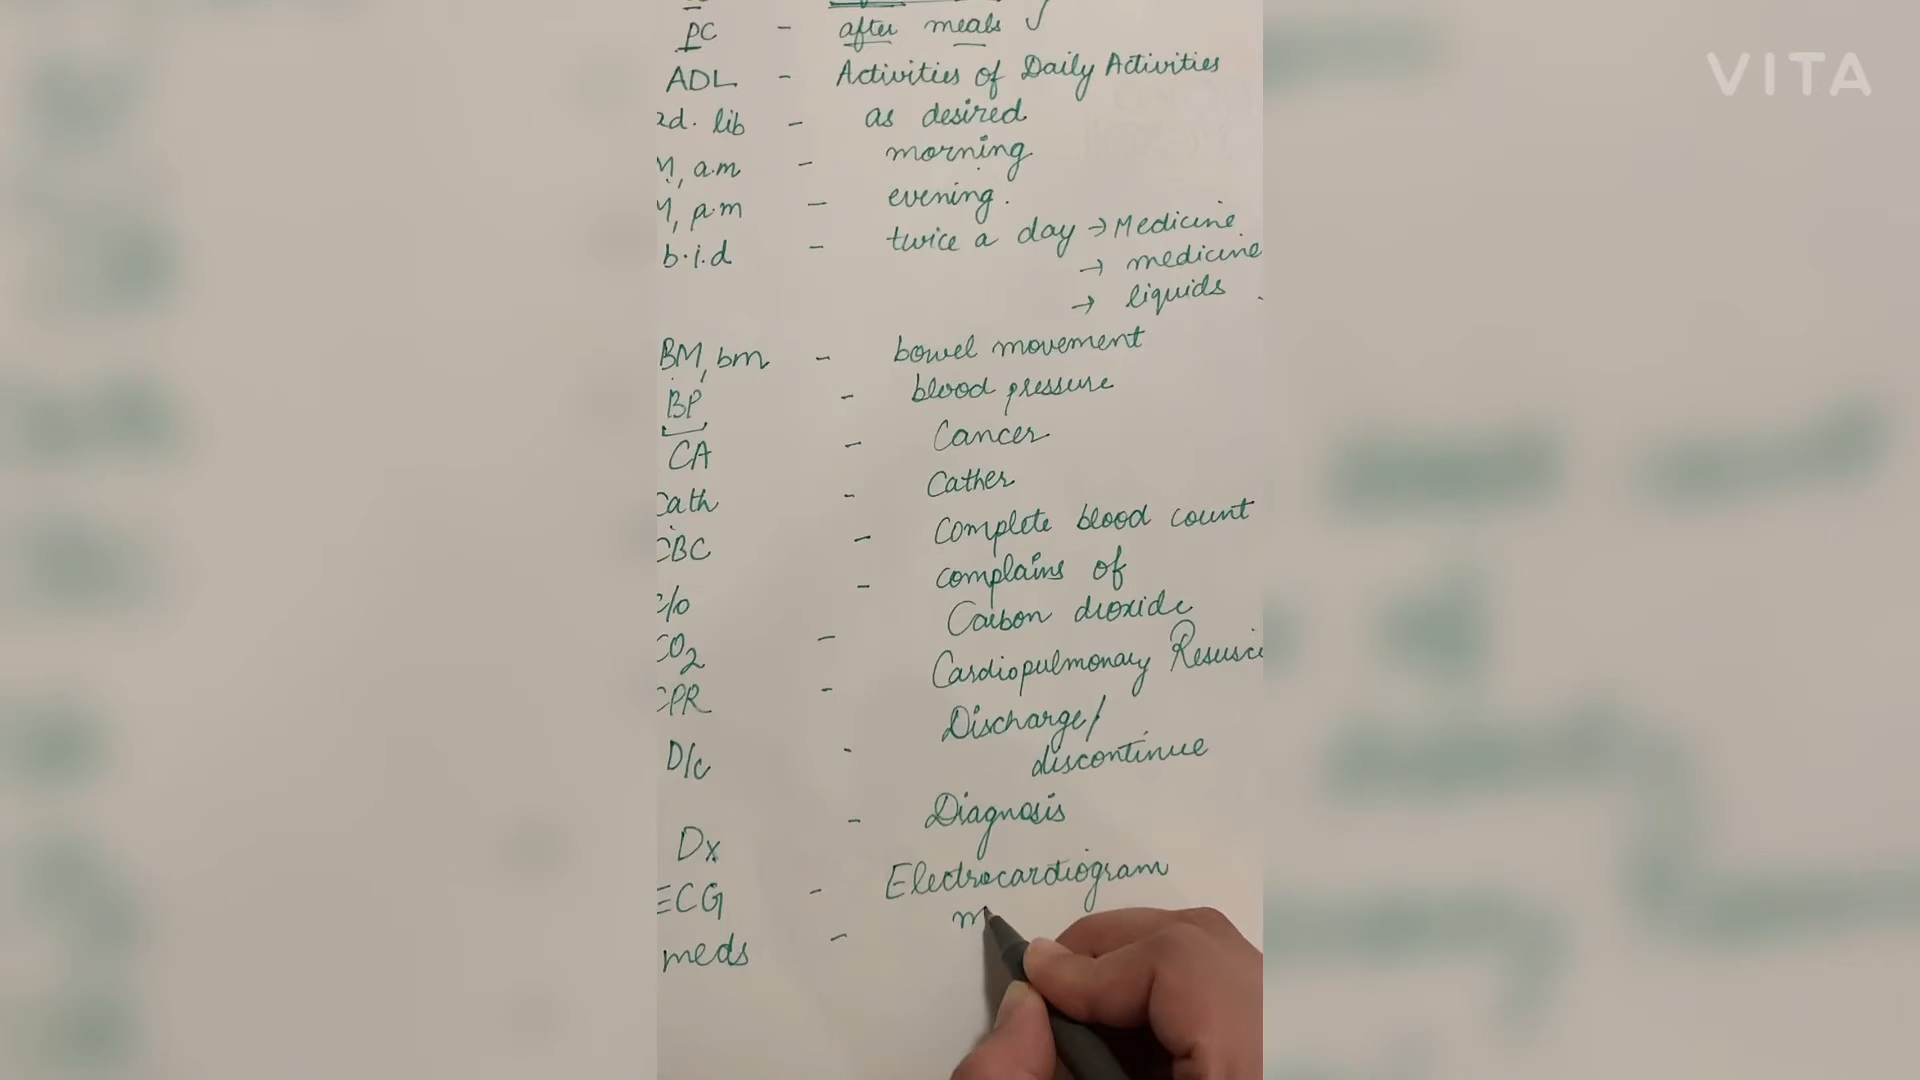 PC - after meals ✓
ADL - Activities of Daily Activities
ad. lib - as desired
M, a.m - morning
M, p.m - evening.
b.i.d - twice a day → Medicine
→ medicine
→ liquids
BM, bm - bowel movement
BP - blood pressure
CA - Cancer
Cath - Cather
CBC - Complete blood count
C/o - complains of
CO2 - Carbon dioxide
CPR - Cardiopulmonary Resusci
D/c - Discharge/
discontinue
Dx - Diagnosis
ECG - Electrocardiogram
meds - m
VITA